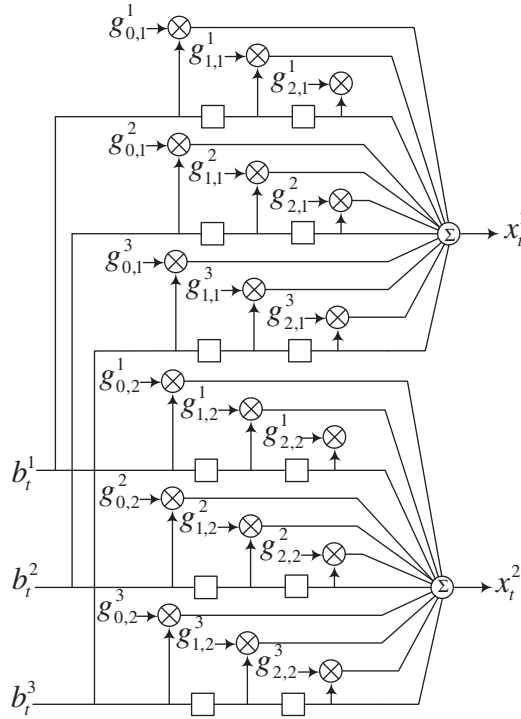 g^1_{0,1}
g^1_{1,1}
g^1_{2,1}
g^2_{0,1}
g^2_{1,1}
g^2_{2,1}
Σ
x_t
g^3_{0,1}
g^3_{1,1}
g^3_{2,1}
g^1_{0,2}
g^1_{1,2}
g^1_{2,2}
b^1_t
g^2_{0,2}
g^2_{1,2}
g^2_{2,2}
b^2_t
Σ
x^2_t
g^3_{0,2}
g^3_{1,2}
g^3_{2,2}
b^3_t